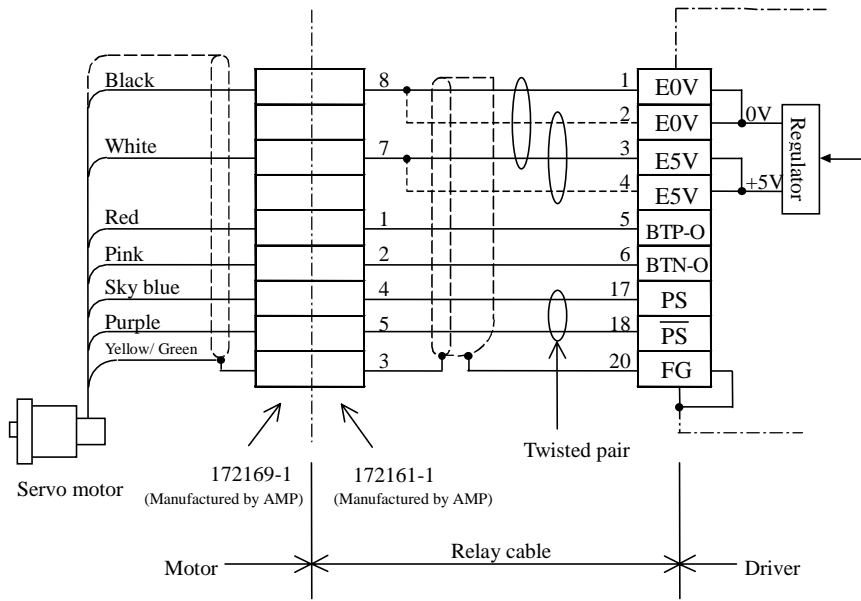 Black 8 1 E0V
2 E0V 0V
White 7 3 E5V
4 E5V +5V
Regulator
Red 1 5 BTP-O
Pink 2 6 BTN-O
Sky blue 4 17 PS
Purple 5 18 P̅S̅
Yellow/ Green 3 20 FG
Servo motor
172169-1
(Manufactured by AMP)
172161-1
(Manufactured by AMP)
Twisted pair
Motor Relay cable Driver